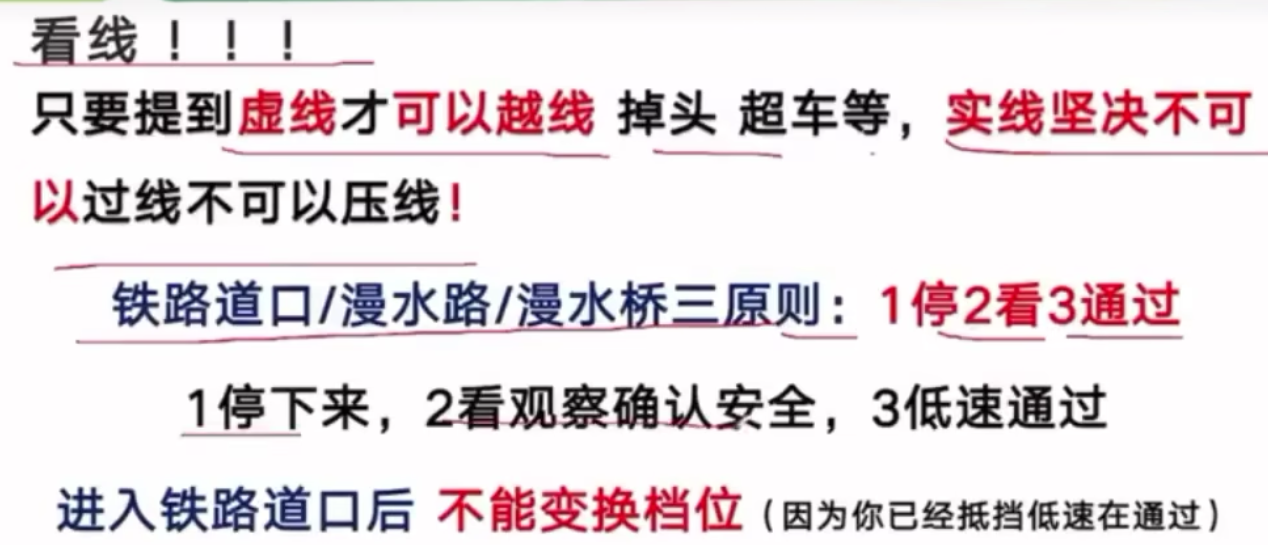 看线！！！
只要提到虚线才可以越线 掉头 超车等，实线坚决不可
以过线不可以压线！
铁路道口/漫水路/漫水桥三原则：1停2看3通过
1停下来，2看观察确认安全，3低速通过
进入铁路道口后 不能变换档位（因为你已经抵挡低速在通过）